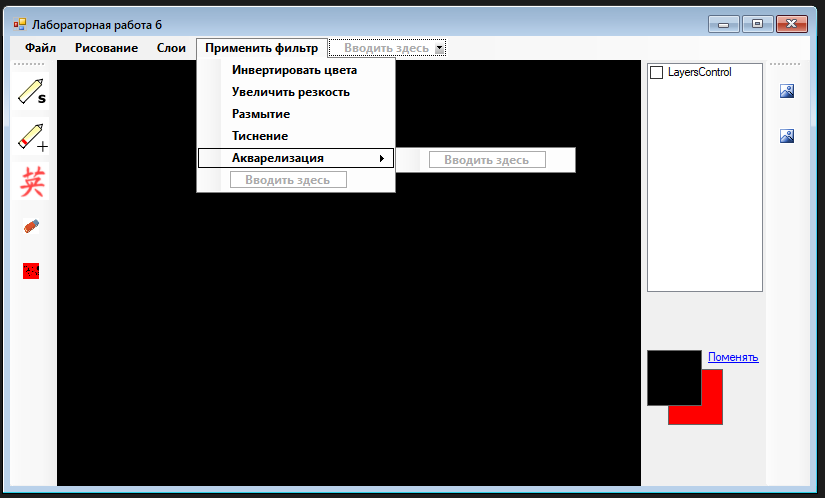 Лабораторная работа 6
Файл Рисование Слои Применить фильтр Вводить здесь
Инвертировать цвета
Увеличить резкость
Размытие
Тиснение
Акварелизация
Вводить здесь
Вводить здесь
LayersControl
Поменять
s
英